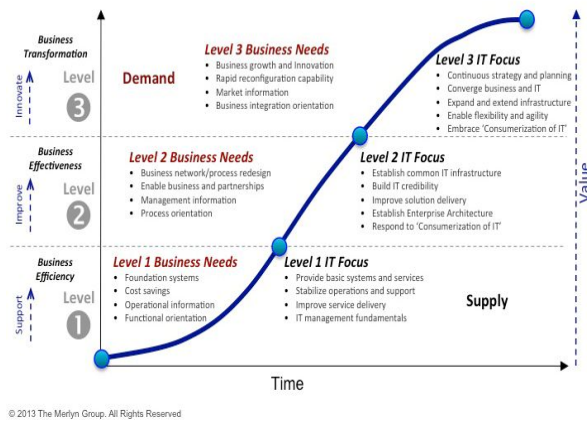 Business
Transformation
Innovate
Level
3
Demand
Level 3 Business Needs
• Business growth and Innovation
• Rapid reconfiguration capability
• Market information
• Business integration orientation
Level 3 IT Focus
• Continuous strategy and planning
• Converge business and IT
• Expand and extend infrastructure
• Enable flexibility and agility
• Embrace 'Consumerization of IT'
Business
Effectiveness
Improve
Level
2
Level 2 Business Needs
• Business network/process redesign
• Enable business and partnerships
• Management information
• Process orientation
Level 2 IT Focus
• Establish common IT infrastructure
• Build IT credibility
• Improve solution delivery
• Establish Enterprise Architecture
• Respond to 'Consumerization of IT'
Value
Business
Efficiency
Support
Level
1
Level 1 Business Needs
• Foundation systems
• Cost savings
• Operational information
• Functional orientation
Level 1 IT Focus
• Provide basic systems and services
• Stabilize operations and support
• Improve service delivery
• IT management fundamentals
Supply
Time
© 2013 The Merlyn Group. All Rights Reserved